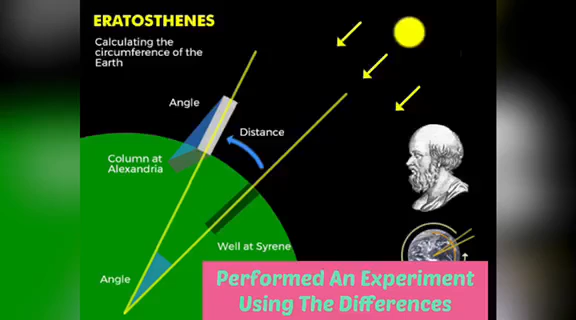 ERATOSTHENES
Calculating the
circumference of the
Earth
Angle
Distance
Column at
Alexandria
Well at Syrene
Angle
Performed An Experiment
Using The Differences